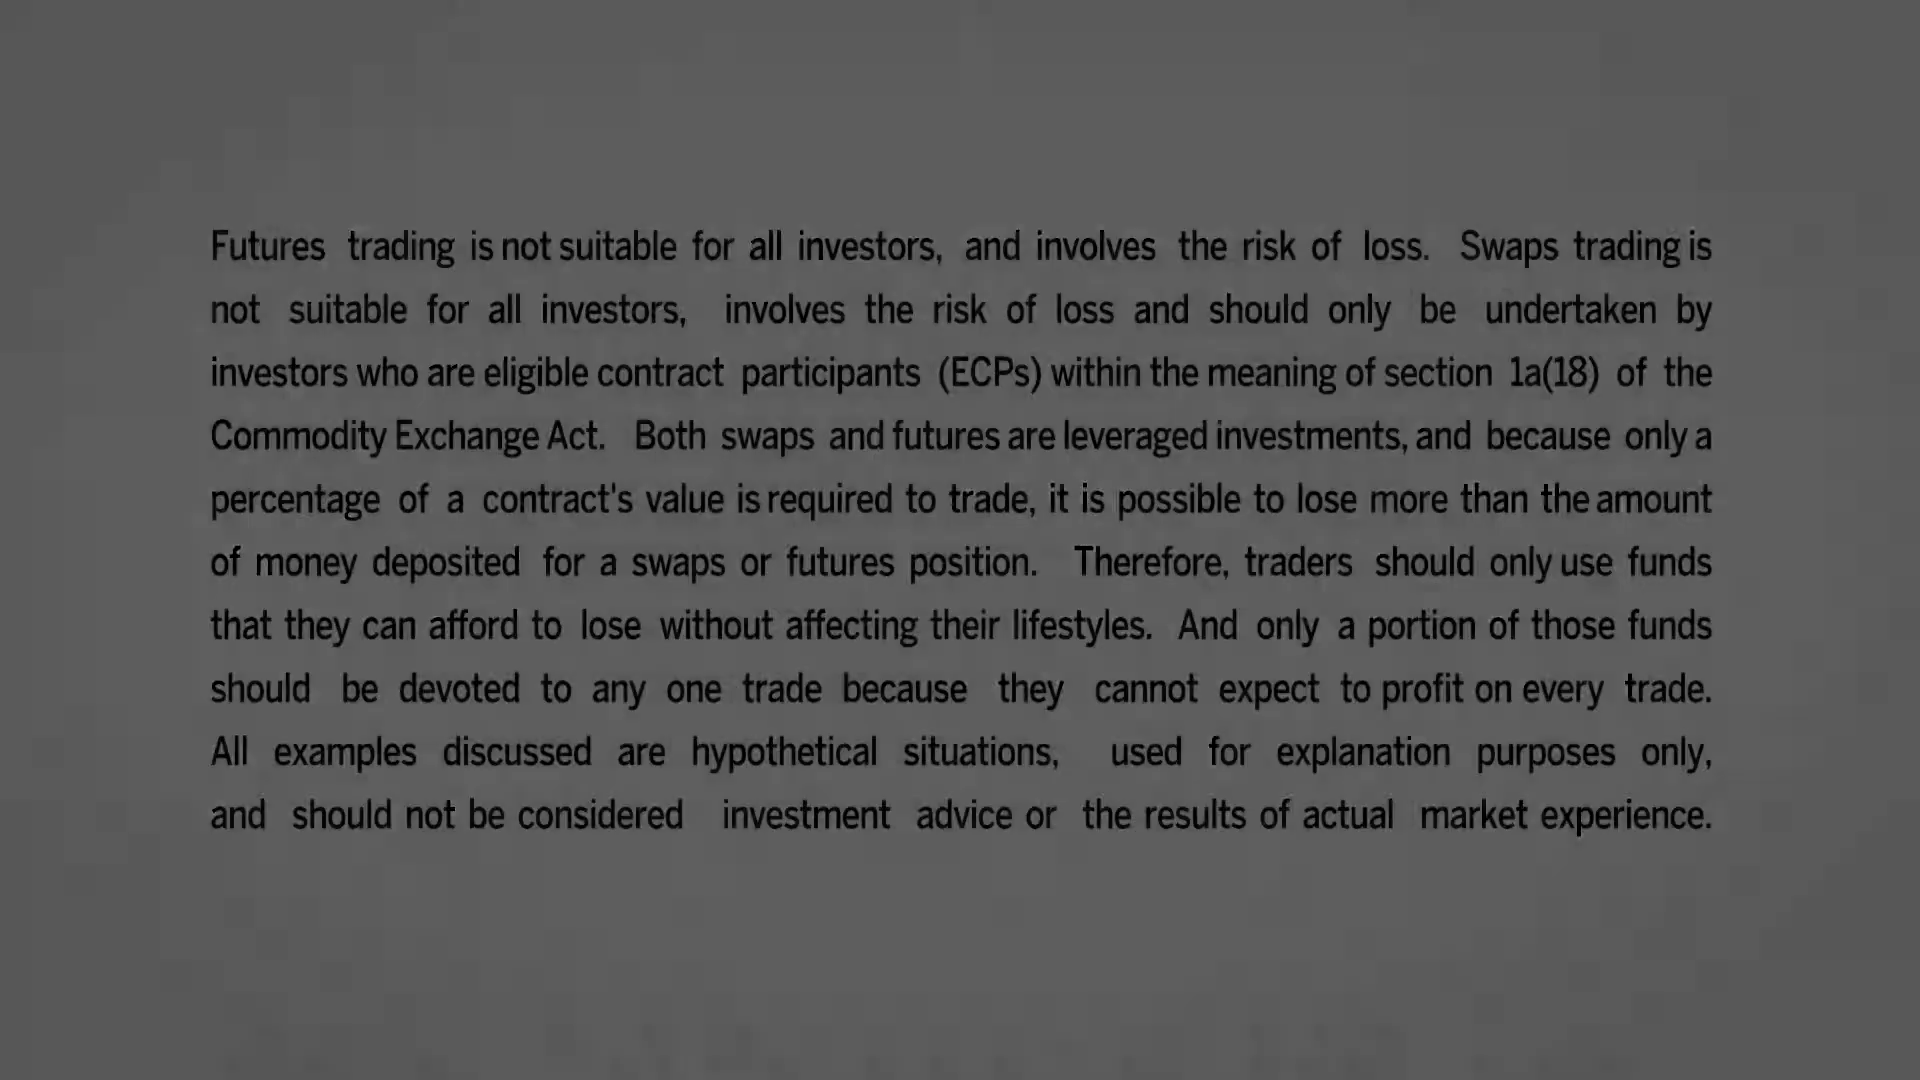 Futures trading is not suitable for all investors, and involves the risk of loss. Swaps trading is
not suitable for all investors, involves the risk of loss and should only be undertaken by
investors who are eligible contract participants (ECPs) within the meaning of section 1a(18) of the
Commodity Exchange Act. Both swaps and futures are leveraged investments, and because only a
percentage of a contract's value is required to trade, it is possible to lose more than the amount
of money deposited for a swaps or futures position. Therefore, traders should only use funds
that they can afford to lose without affecting their lifestyles. And only a portion of those funds
should be devoted to any one trade because they cannot expect to profit on every trade.
All examples discussed are hypothetical situations, used for explanation purposes only,
and should not be considered investment advice or the results of actual market experience.